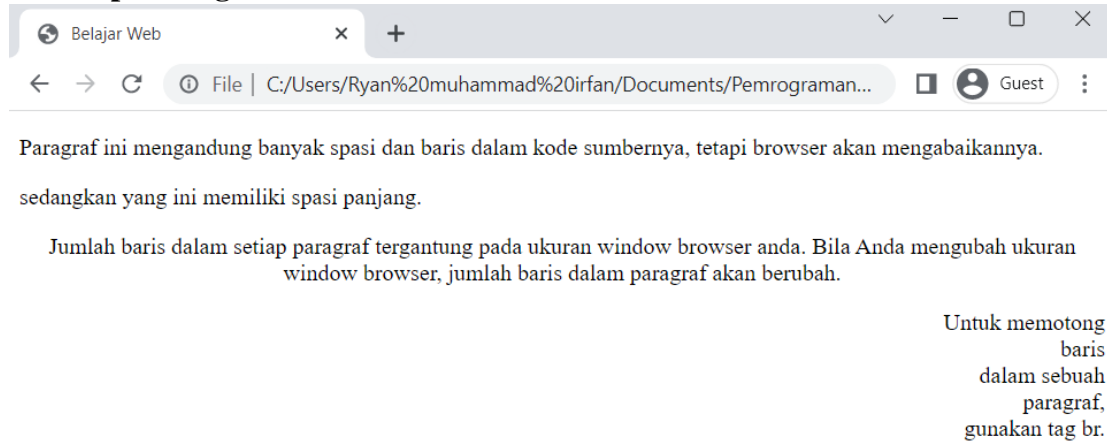 Belajar Web
File | C:/Users/Ryan%20muhammad%20irfan/Documents/Pemrograman...
Guest
Paragraf ini mengandung banyak spasi dan baris dalam kode sumbernya, tetapi browser akan mengabaikannya.
sedangkan yang ini memiliki spasi panjang.
Jumlah baris dalam setiap paragraf tergantung pada ukuran window browser anda. Bila Anda mengubah ukuran
window browser, jumlah baris dalam paragraf akan berubah.
Untuk memotong
baris
dalam sebuah
paragraf,
gunakan tag br.